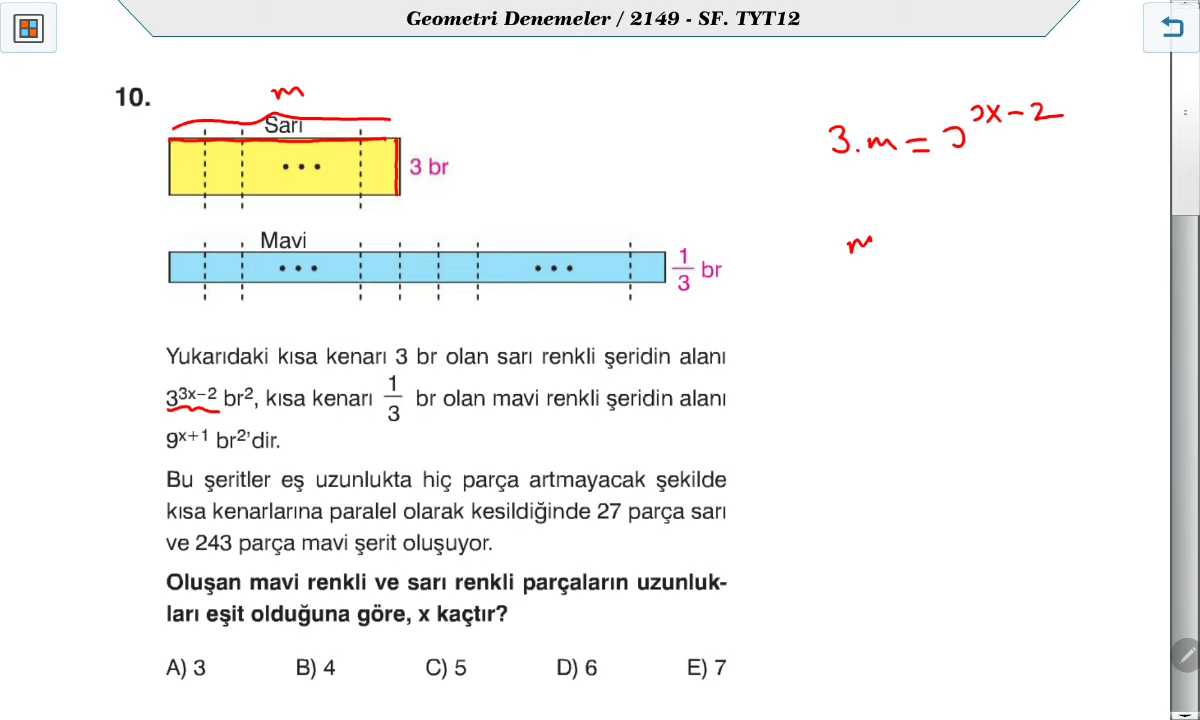 Geometri Denemeler / 2149 - SF. TYT12
10.
m
Sarı
3 br
3.m=3^3x-2
Mavi
1/3 br
m
Yukarıdaki kısa kenarı 3 br olan sarı renkli şeridin alanı
3^3x−2 br², kısa kenarı 1/3 br olan mavi renkli şeridin alanı
9^x+1 br²'dir.
Bu şeritler eş uzunlukta hiç parça artmayacak şekilde
kısa kenarlarına paralel olarak kesildiğinde 27 parça sarı
ve 243 parça mavi şerit oluşuyor.
Oluşan mavi renkli ve sarı renkli parçaların uzunluk-
ları eşit olduğuna göre, x kaçtır?
A) 3 B) 4 C) 5 D) 6 E) 7